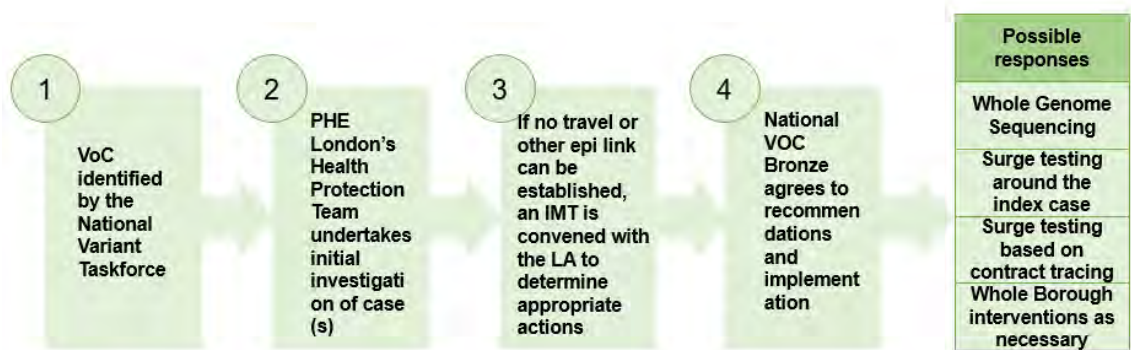 1
VoC
identified
by the
National
Variant
Taskforce
2
PHE
London's
Health
Protection
Team
undertakes
initial
investigati
on of case
(s)
3
If no travel or
other epi link
can be
established,
an IMT is
convened with
the LA to
determine
appropriate
actions
4
National
VOC
Bronze
agrees to
recommen
dations
and
implement
ation
Possible
responses
Whole Genome
Sequencing
Surge testing
around the
index case
Surge testing
based on
contract tracing
Whole Borough
interventions as
necessary